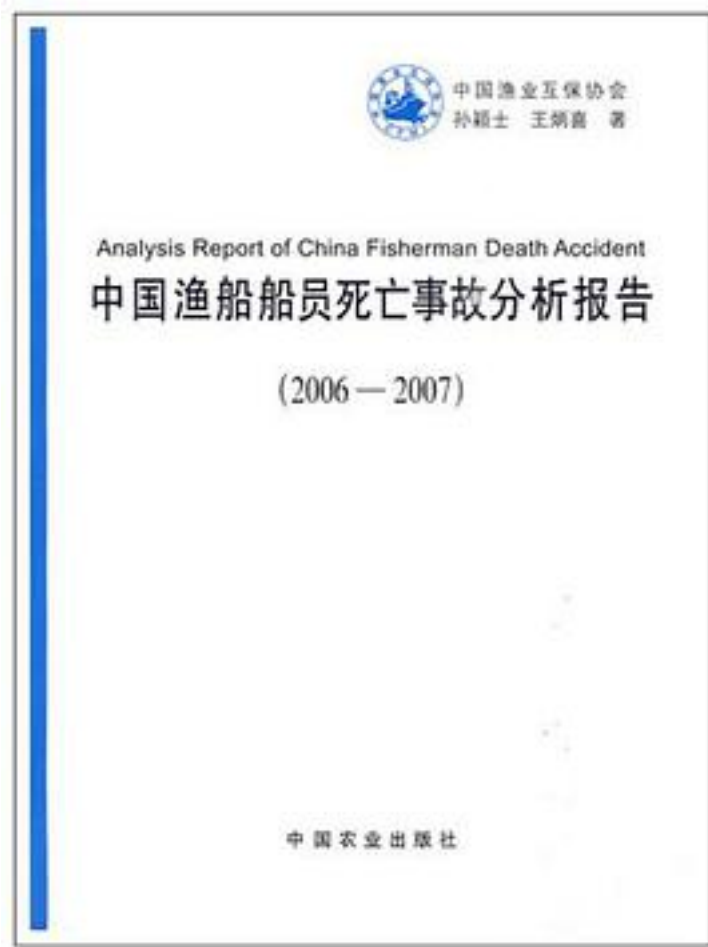 中国渔业互保协会
孙颖士 王炳喜 著
Analysis Report of China Fisherman Death Accident
中国渔船船员死亡事故分析报告
(2006—2007)
中国农业出版社